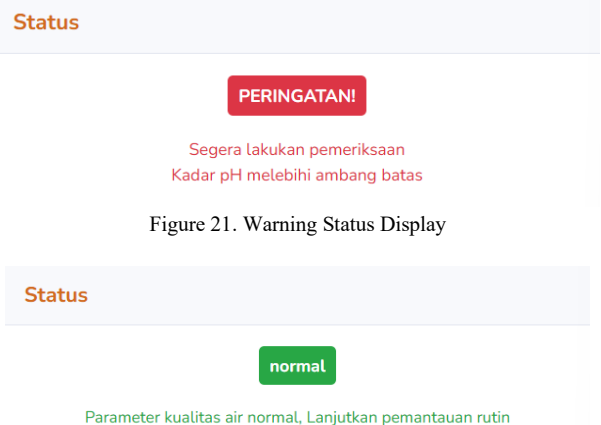 Status
PERINGATAN!
Segera lakukan pemeriksaan
Kadar pH melebihi ambang batas
Figure 21. Warning Status Display
Status
normal
Parameter kualitas air normal, Lanjutkan pemantauan rutin